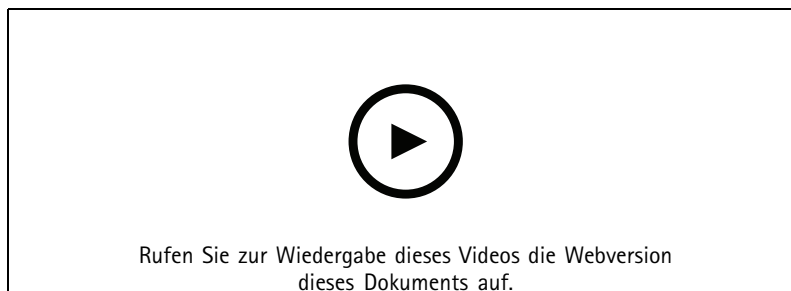 Rufen Sie zur Wiedergabe dieses Videos die Webversion
dieses Dokuments auf.